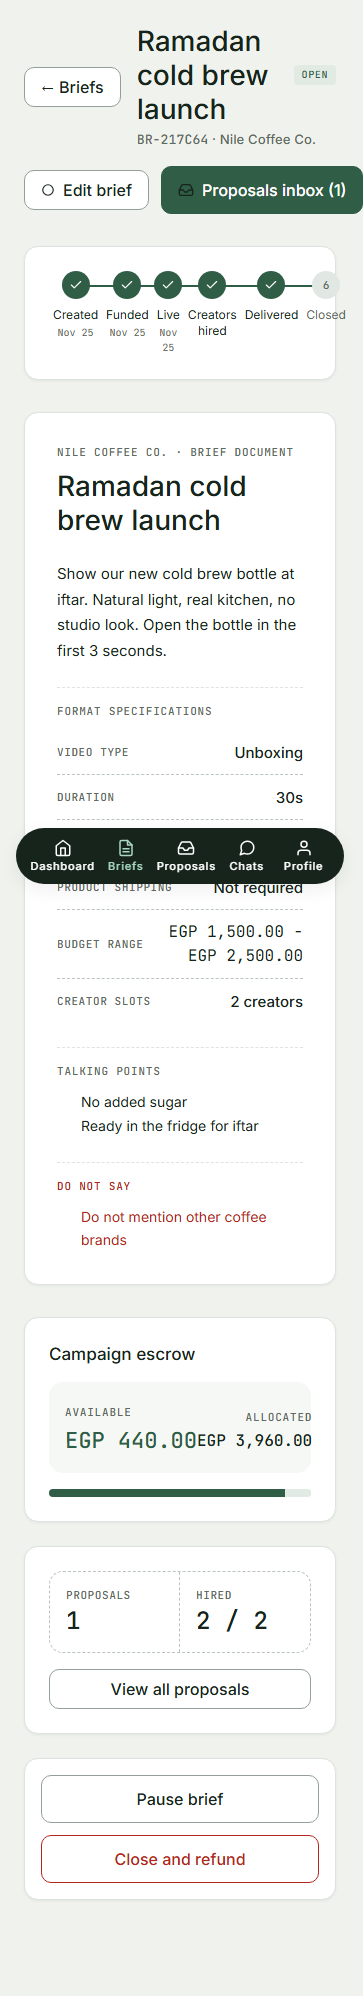 ← Briefs
Ramadan
cold brew
launch
OPEN
BR-217C64 · Nile Coffee Co.
Edit brief
Proposals inbox (1)
6
Created
Funded
Live
Creators
hired
Delivered
Closed
Nov 25
Nov 25
Nov
25
NILE COFFEE CO. · BRIEF DOCUMENT
Ramadan cold
brew launch
Show our new cold brew bottle at
iftar. Natural light, real kitchen, no
studio look. Open the bottle in the
first 3 seconds.
FORMAT SPECIFICATIONS
VIDEO TYPE Unboxing
DURATION 30s
Dashboard Briefs Proposals Chats Profile
PRODUCT SHIPPING Not required
BUDGET RANGE EGP 1,500.00 -
EGP 2,500.00
CREATOR SLOTS 2 creators
TALKING POINTS
No added sugar
Ready in the fridge for iftar
DO NOT SAY
Do not mention other coffee
brands
Campaign escrow
AVAILABLE ALLOCATED
EGP 440.00 EGP 3,960.00
PROPOSALS HIRED
1 2 / 2
View all proposals
Pause brief
Close and refund